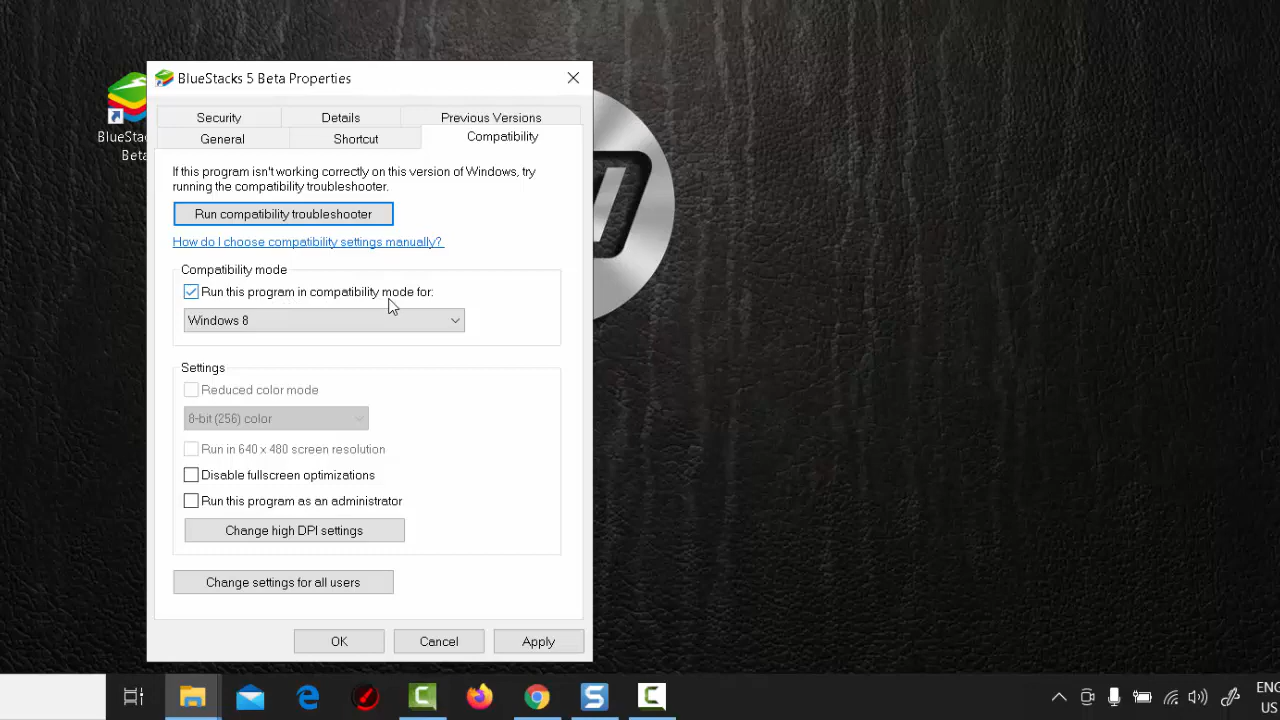 BlueStacks 5 Beta Properties
BlueSta
Beta
Security
Details
Previous Versions
General
Shortcut
Compatibility
If this program isn't working correctly on this version of Windows, try
running the compatibility troubleshooter.
Run compatibility troubleshooter
How do I choose compatibility settings manually?
Compatibility mode
Run this program in compatibility mode for:
Windows 8
Settings
Reduced color mode
8-bit (256) color
Run in 640 x 480 screen resolution
Disable fullscreen optimizations
Run this program as an administrator
Change high DPI settings
Change settings for all users
OK
Cancel
Apply
ENG
US